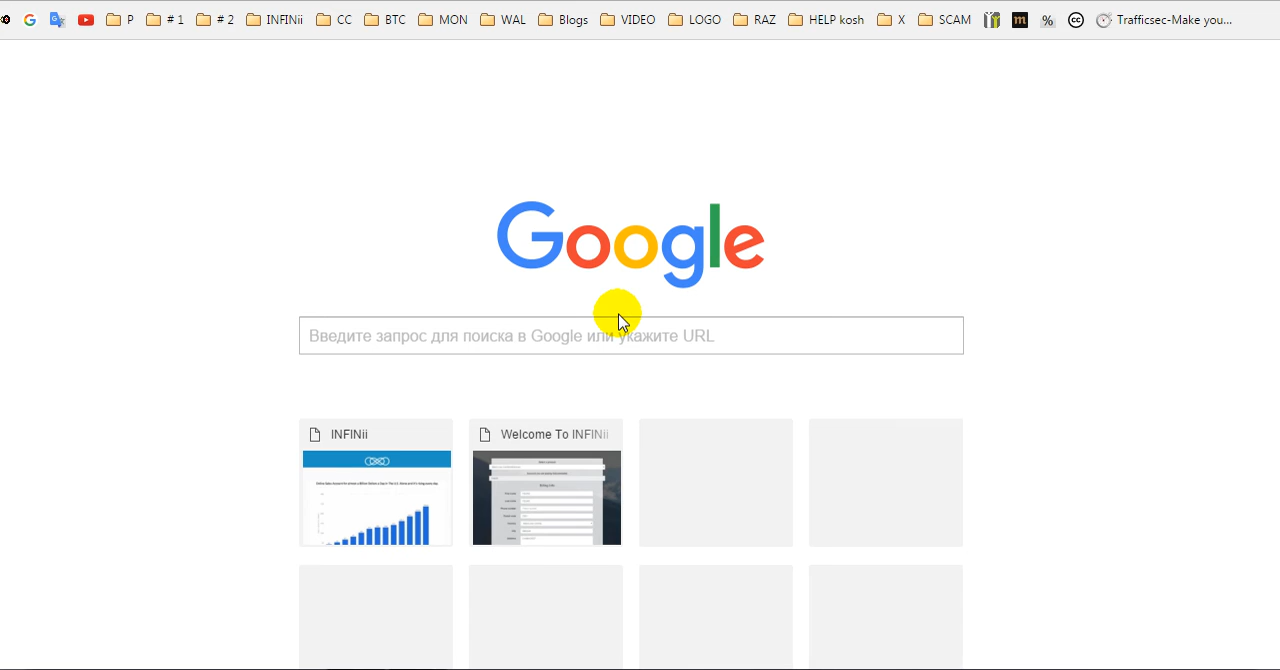 P # 1 # 2 INFINii CC BTC MON WAL Blogs VIDEO LOGO RAZ HELP kosh X SCAM m % cc Trafficsec-Make you...
Google
Введите запрос для поиска в Google или укажите URL
INFINii Welcome To INFINii